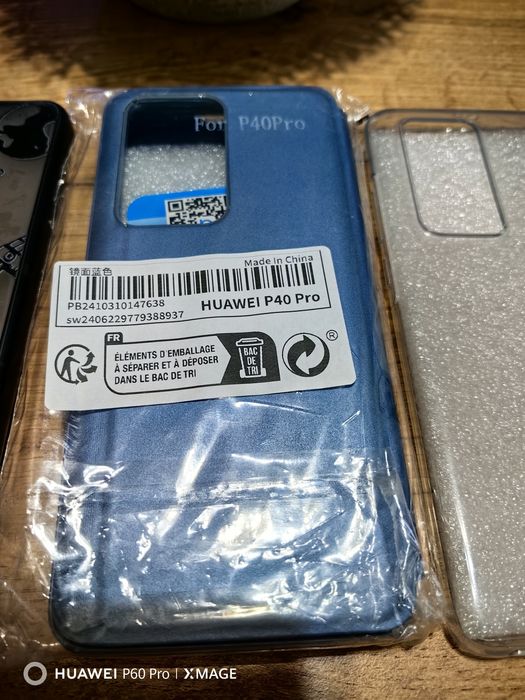 For P40Pro
镜面蓝色
Made in China
PB2410310147638
HUAWEI P40 Pro
sw2406229779388937
FR
ÉLÉMENTS D'EMBALLAGE
À SÉPARER ET À DÉPOSER
DANS LE BAC DE TRI
BAC
DE
TRI
®
HUAWEI P60 Pro | XMAGE